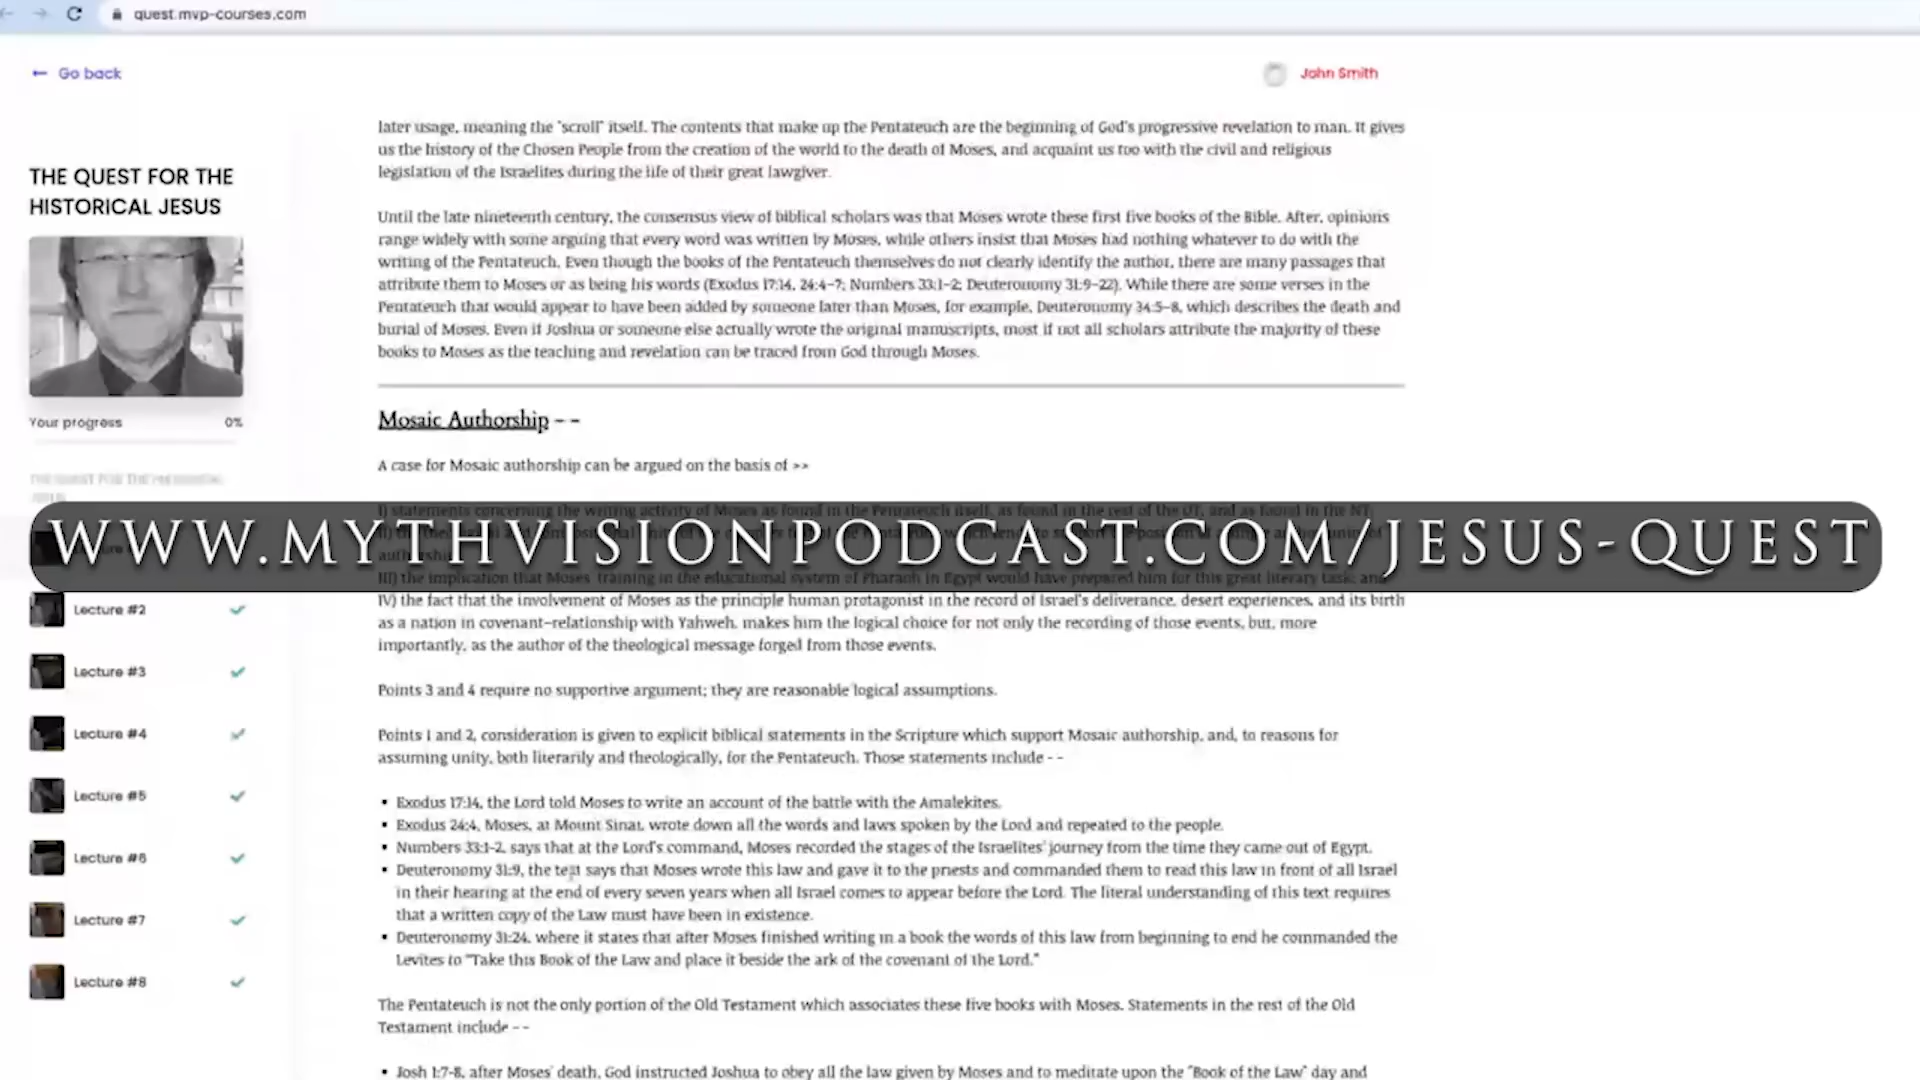 quest.mvp-courses.com
Go back
John Smith
THE QUEST FOR THE
HISTORICAL JESUS
Your progress 0%
Lecture #2
Lecture #3
Lecture #4
Lecture #5
Lecture #6
Lecture #7
Lecture #8
later usage, meaning the "scroll" itself. The contents that make up the Pentateuch are the beginning of God's progressive revelation to man. It gives
us the history of the Chosen People from the creation of the world to the death of Moses, and acquaint us too with the civil and religious
legislation of the Israelites during the life of their great lawgiver.
Until the late nineteenth century, the consensus view of biblical scholars was that Moses wrote these first five books of the Bible. After, opinions
range widely with some arguing that every word was written by Moses, while others insist that Moses had nothing whatever to do with the
writing of the Pentateuch. Even though the books of the Pentateuch themselves do not clearly identify the author, there are many passages that
attribute them to Moses or as being his words (Exodus 17:14, 24:4-7; Numbers 33:1-2; Deuteronomy 31:9-22). While there are some verses in the
Pentateuch that would appear to have been added by someone later than Moses, for example, Deuteronomy 34:5-8, which describes the death and
burial of Moses. Even if Joshua or someone else actually wrote the original manuscripts, most if not all scholars attribute the majority of these
books to Moses as the teaching and revelation can be traced from God through Moses.
Mosaic Authorship - -
A case for Mosaic authorship can be argued on the basis of >>
I) statements concerning the writing activity of Moses as found in the Pentateuch itself, as found in the rest of the OT, and as found in the NT;
WWW.MYTHVISIONPODCAST.COM/JESUS-QUEST
III) the implication that Moses' training in the educational system of Pharaoh in Egypt would have prepared him for this great literary task; and
IV) the fact that the involvement of Moses as the principle human protagonist in the record of Israel's deliverance, desert experiences, and its birth
as a nation in covenant-relationship with Yahweh, makes him the logical choice for not only the recording of those events, but, more
importantly, as the author of the theological message forged from those events.
Points 3 and 4 require no supportive argument; they are reasonable logical assumptions.
Points 1 and 2, consideration is given to explicit biblical statements in the Scripture which support Mosaic authorship, and, to reasons for
assuming unity, both literarily and theologically, for the Pentateuch. Those statements include - -
• Exodus 17:14, the Lord told Moses to write an account of the battle with the Amalekites.
• Exodus 24:4, Moses, at Mount Sinai, wrote down all the words and laws spoken by the Lord and repeated to the people.
• Numbers 33:1-2, says that at the Lord's command, Moses recorded the stages of the Israelites' journey from the time they came out of Egypt.
• Deuteronomy 31:9, the text says that Moses wrote this law and gave it to the priests and commanded them to read this law in front of all Israel
in their hearing at the end of every seven years when all Israel comes to appear before the Lord. The literal understanding of this text requires
that a written copy of the Law must have been in existence.
• Deuteronomy 31:24, where it states that after Moses finished writing in a book the words of this law from beginning to end he commanded the
Levites to "Take this Book of the Law and place it beside the ark of the covenant of the Lord."
The Pentateuch is not the only portion of the Old Testament which associates these five books with Moses. Statements in the rest of the Old
Testament include - -
• Josh 1:7-8, after Moses' death, God instructed Joshua to obey all the law given by Moses and to meditate upon the "Book of the Law" day and